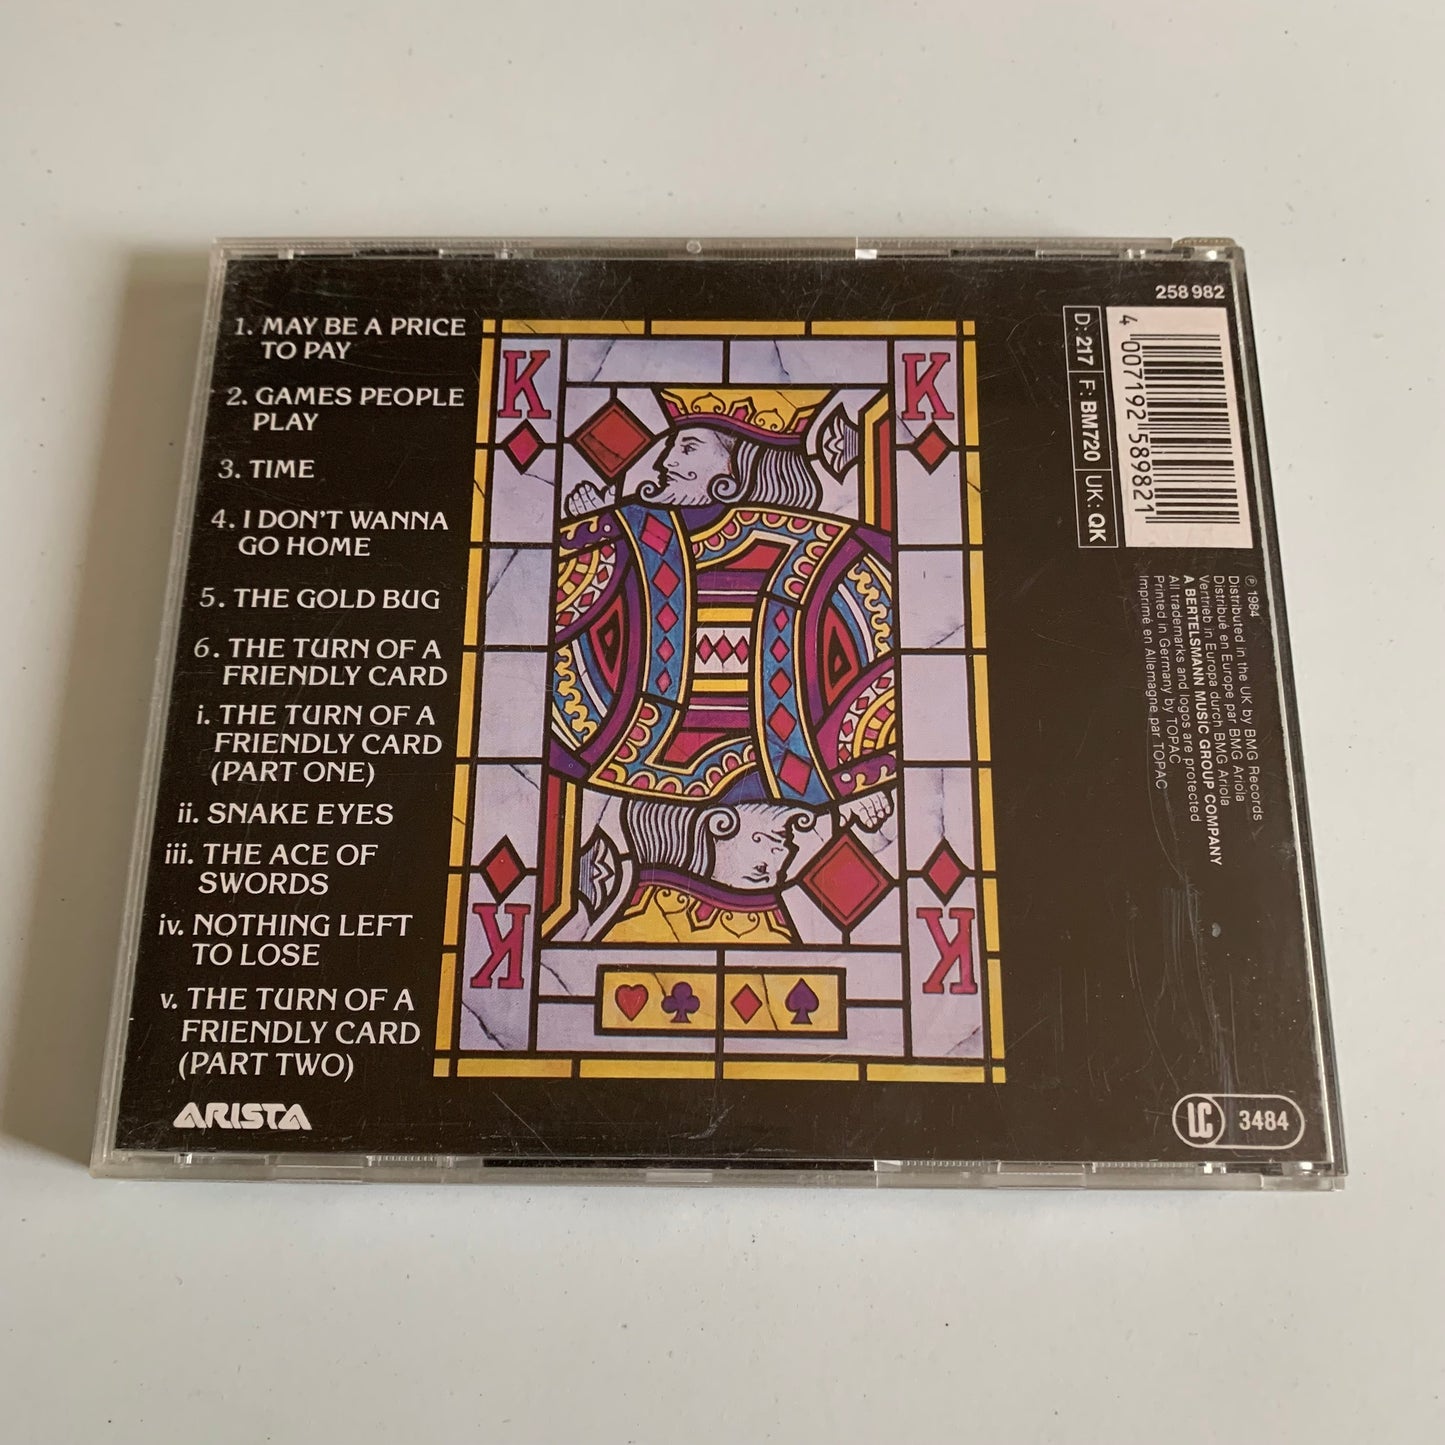 1. MAY BE A PRICE
TO PAY
2. GAMES PEOPLE
PLAY
3. TIME
4. I DON'T WANNA
GO HOME
5. THE GOLD BUG
6. THE TURN OF A
FRIENDLY CARD
i. THE TURN OF A
FRIENDLY CARD
(PART ONE)
ii. SNAKE EYES
iii. THE ACE OF
SWORDS
iv. NOTHING LEFT
TO LOSE
v. THE TURN OF A
FRIENDLY CARD
(PART TWO)
ARISTA
K
K
K
K
258 982
4 007192 589821
D: 217 F: BM720 UK: QK
℗ 1984
Distributed in the UK by BMG Records
Distribué en Europe par BMG Ariola
Vertrieb in Europa durch BMG Ariola
A BERTELSMANN MUSIC GROUP COMPANY
All trademarks and logos are protected
Printed in Germany by TOPAC
Imprimé en Allemagne par TOPAC
LC 3484